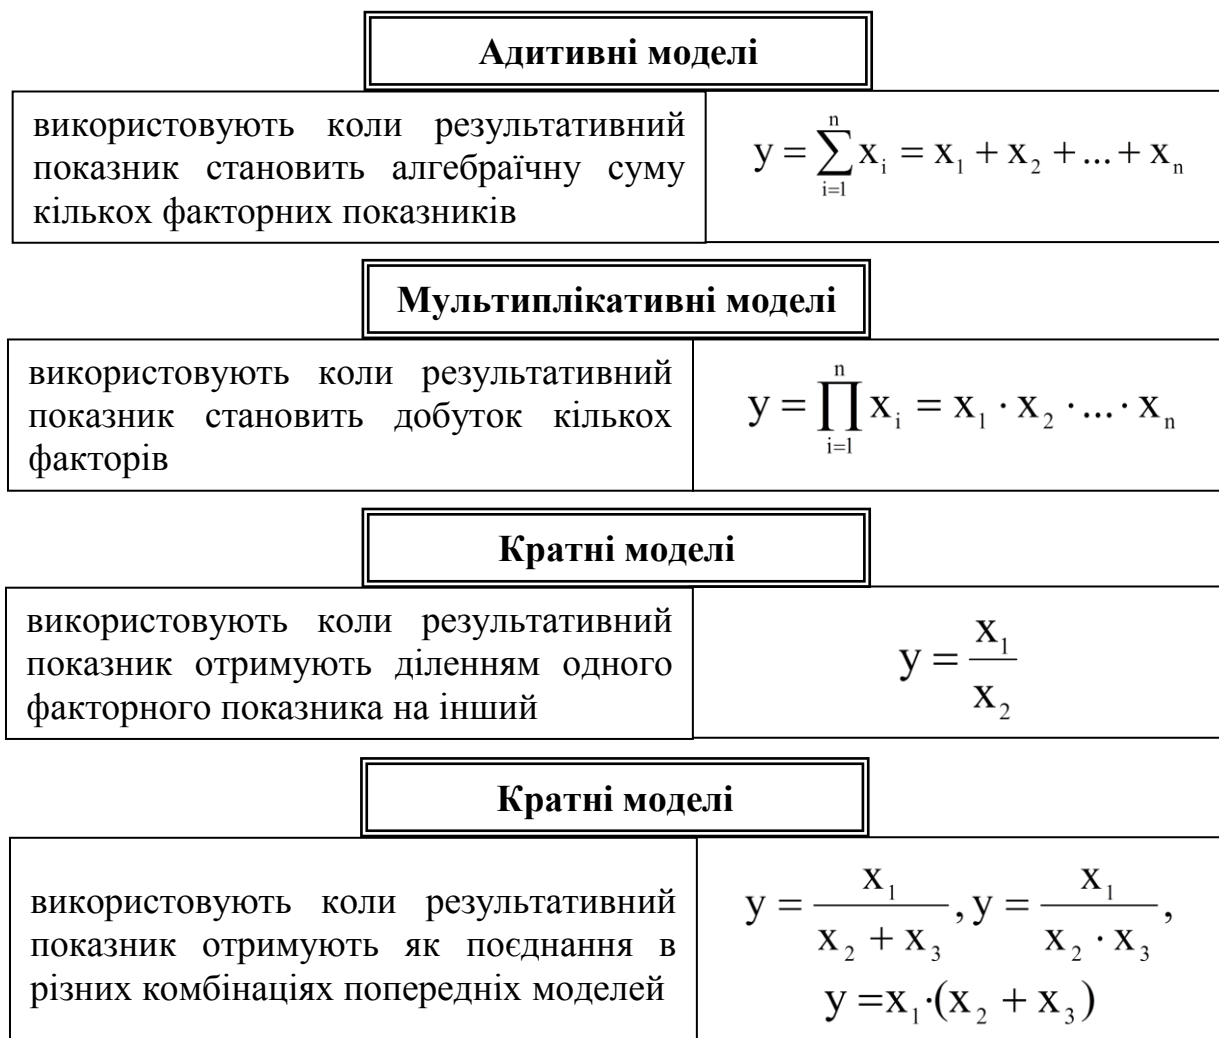 Адитивні моделі
використовують коли результативний
показник становить алгебраїчну суму
кількох факторних показників
y = ∑ᵢ₌₁ⁿ xᵢ = x₁ + x₂ + ... + xₙ
Мультиплікативні моделі
використовують коли результативний
показник становить добуток кількох
факторів
y = ∏ᵢ₌₁ⁿ xᵢ = x₁ · x₂ · ... · xₙ
Кратні моделі
використовують коли результативний
показник отримують діленням одного
факторного показника на інший
y = x₁ / x₂
Кратні моделі
використовують коли результативний
показник отримують як поєднання в
різних комбінаціях попередніх моделей
y = x₁ / (x₂ + x₃), y = x₁ / (x₂ · x₃),
y = x₁·(x₂ + x₃)